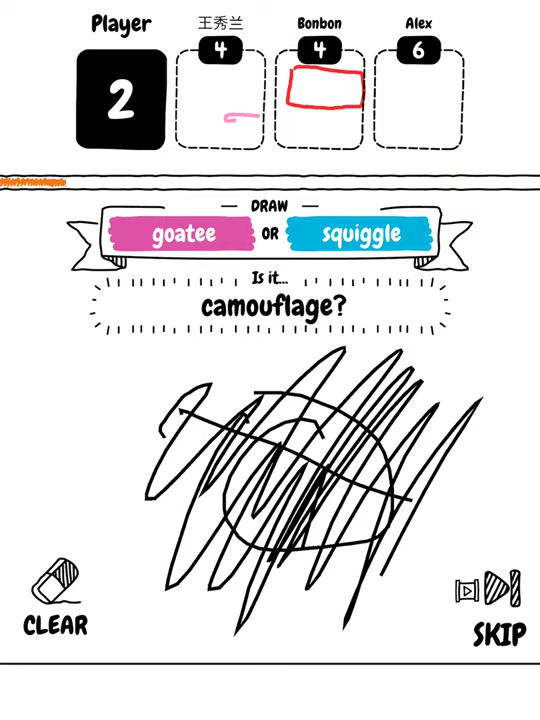 Player 王秀兰 Bonbon Alex
2 4 4 6
DRAW
goatee OR squiggle
Is it...
camouflage?
CLEAR
SKIP